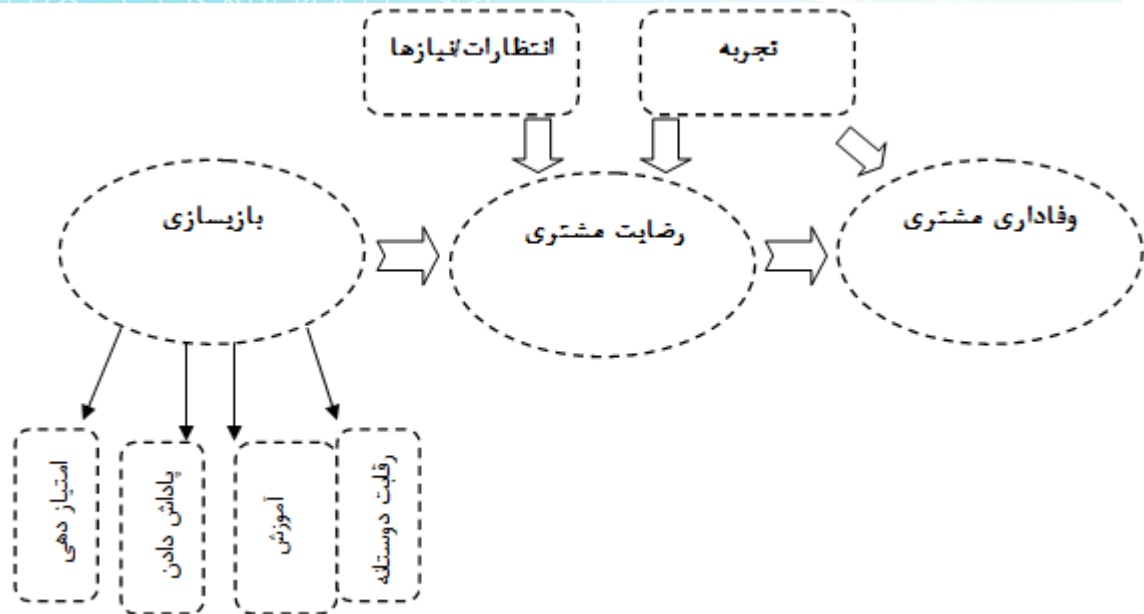 تجربه
انتظارات/نیازها
وفاداری مشتری
رضایت مشتری
بازیسازی
رقابت دوستانه
آموزش
پاداش دادن
امتیاز دهی